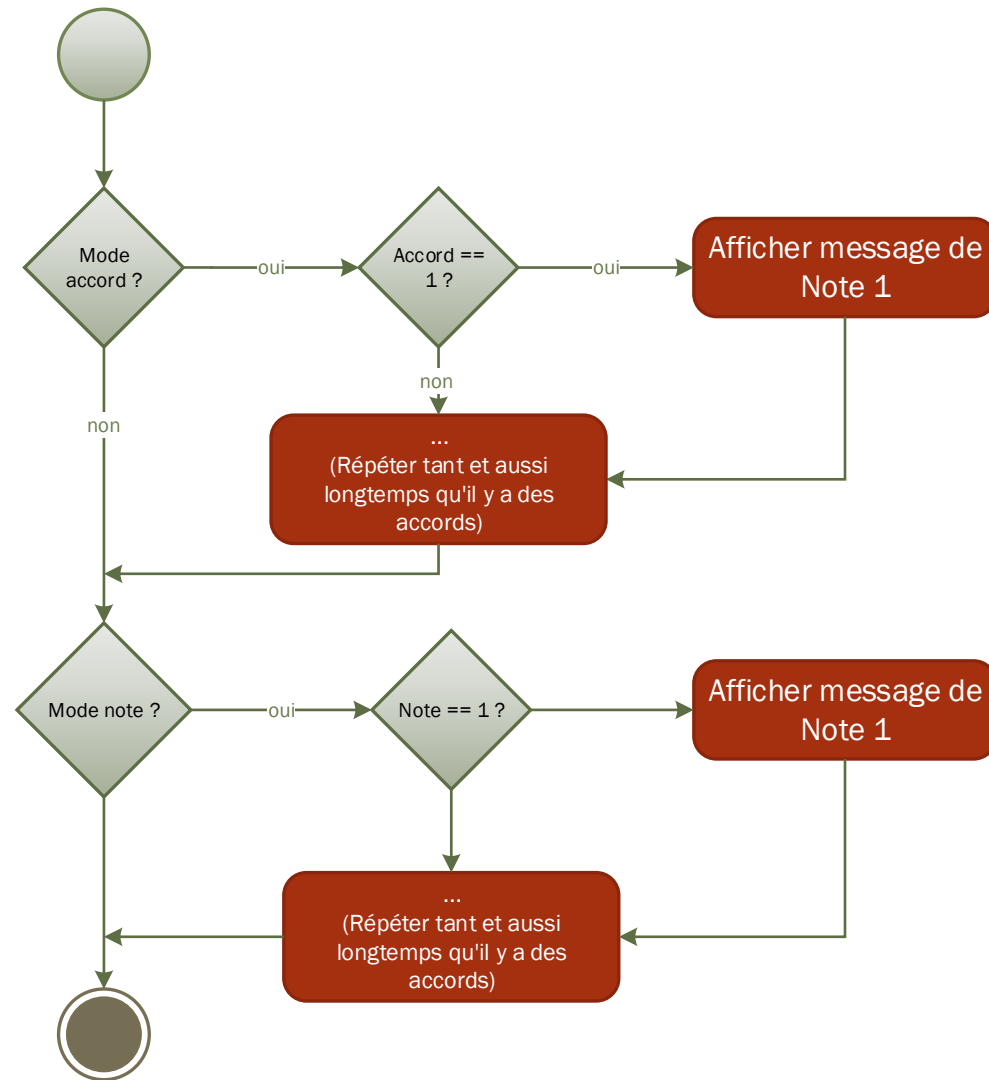 Mode
accord ?
oui
Accord ==
1 ?
oui
Afficher message de
Note 1
non
non
...
(Répéter tant et aussi
longtemps qu'il y a des
accords)
Mode note ?
oui
Note == 1 ?
Afficher message de
Note 1
...
(Répéter tant et aussi
longtemps qu'il y a des
accords)